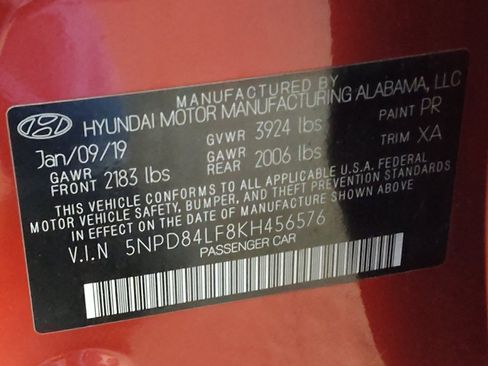 MANUFACTURED BY
HYUNDAI MOTOR MANUFACTURING ALABAMA, LLC
Jan/09/19 GVWR 3924 lbs PAINT PR
GAWR FRONT 2183 lbs GAWR REAR 2006 lbs TRIM XA
THIS VEHICLE CONFORMS TO ALL APPLICABLE U.S.A. FEDERAL
MOTOR VEHICLE SAFETY, BUMPER, AND THEFT PREVENTION
STANDARDS IN EFFECT ON THE DATE OF MANUFACTURE SHOWN ABOVE.
V.I.N 5NPD84LF8KH456576
PASSENGER CAR